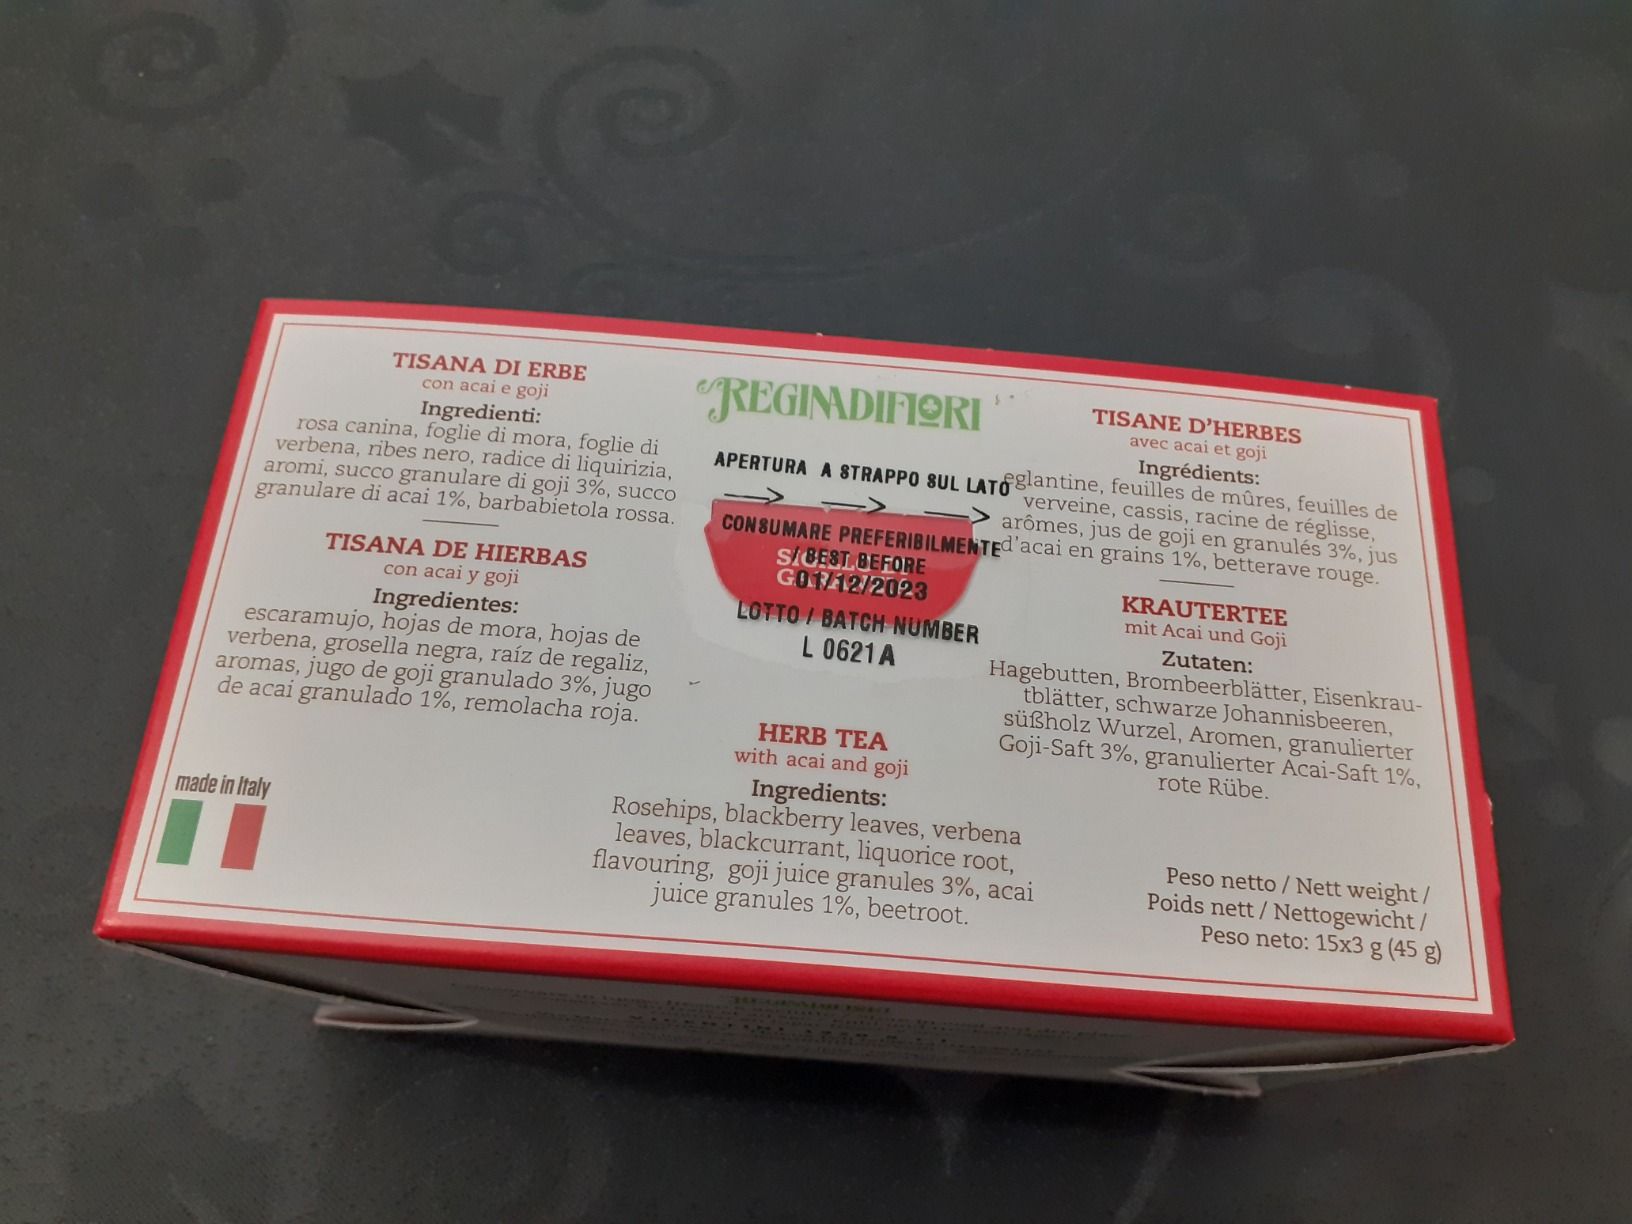 TISANA DI ERBE
con acai e goji
Ingredienti:
rosa canina, foglie di mora, foglie di
verbena, ribes nero, radice di liquirizia,
aromi, succo granulare di goji 3%, succo
granulare di acai 1%, barbabietola rossa.
TISANA DE HIERBAS
con acai y goji
Ingredientes:
escaramujo, hojas de mora, hojas de
verbena, grosella negra, raíz de regaliz,
aromas, jugo de goji granulado 3%, jugo
de acai granulado 1%, remolacha roja.
made in Italy
REGINADIFIORI
APERTURA A STRAPPO SUL LATO
CONSUMARE PREFERIBILMENTE
/ BEST BEFORE
01/12/2023
LOTTO / BATCH NUMBER
L 0621A
HERB TEA
with acai and goji
Ingredients:
Rosehips, blackberry leaves, verbena
leaves, blackcurrant, liquorice root,
flavouring, goji juice granules 3%, acai
juice granules 1%, beetroot.
TISANE D'HERBES
avec acai et goji
Ingrédients:
eglantine, feuilles de mûres, feuilles de
verveine, cassis, racine de réglisse,
arômes, jus de goji en granulés 3%, jus
d'acai en grains 1%, betterave rouge.
KRAUTERTEE
mit Acai und Goji
Zutaten:
Hagebutten, Brombeerblätter, Eisenkrau-
tblätter, schwarze Johannisbeeren,
süßholz Wurzel, Aromen, granulierter
Goji-Saft 3%, granulierter Acai-Saft 1%,
rote Rübe.
Peso netto / Nett weight /
Poids nett / Nettogewicht /
Peso neto: 15x3 g (45 g)
REGINADIFIORI